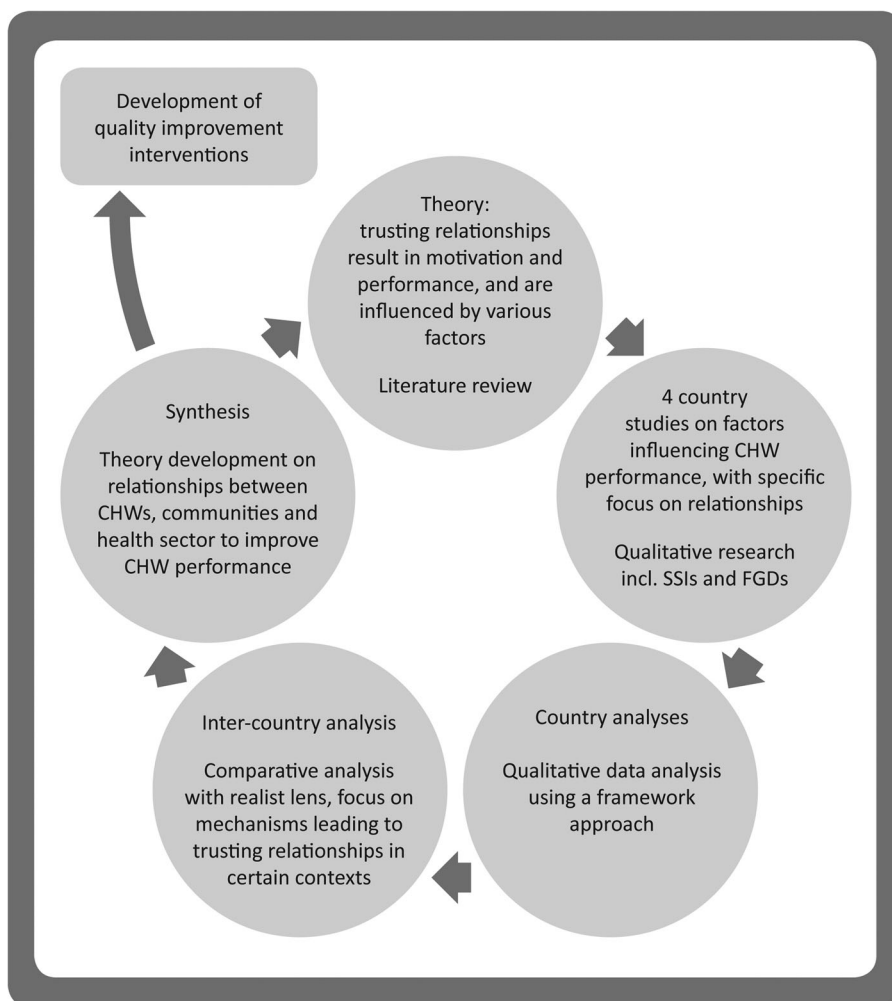 Development of
quality improvement
interventions
Theory:
trusting relationships
result in motivation and
performance, and are
influenced by various
factors
Literature review
4 country
studies on factors
influencing CHW
performance, with specific
focus on relationships
Qualitative research
incl. SSIs and FGDs
Country analyses
Qualitative data analysis
using a framework
approach
Inter-country analysis
Comparative analysis
with realist lens, focus on
mechanisms leading to
trusting relationships in
certain contexts
Synthesis
Theory development on
relationships between
CHWs, communities and
health sector to improve
CHW performance